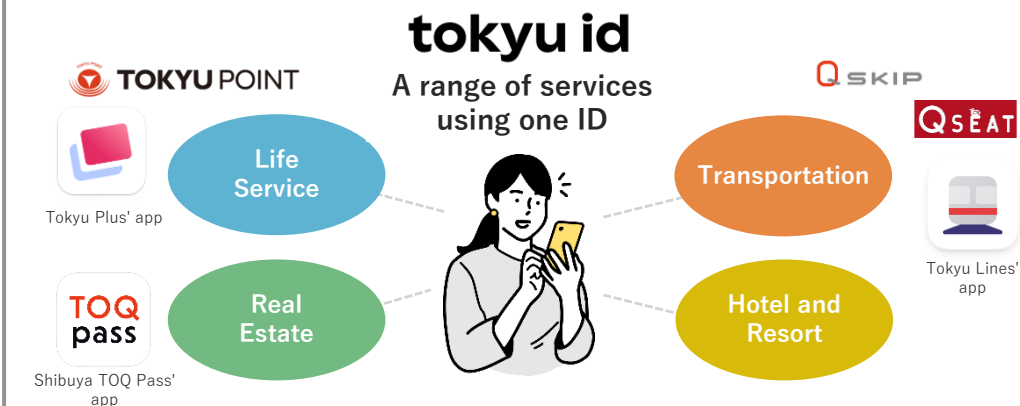 tokyu id
A range of services
using one ID
TOKYU POINT
Tokyu Plus' app
Life
Service
TOQ
pass
Shibuya TOQ Pass'
app
Real
Estate
Q SKIP
Q SEAT
Transportation
Tokyu Lines'
app
Hotel and
Resort